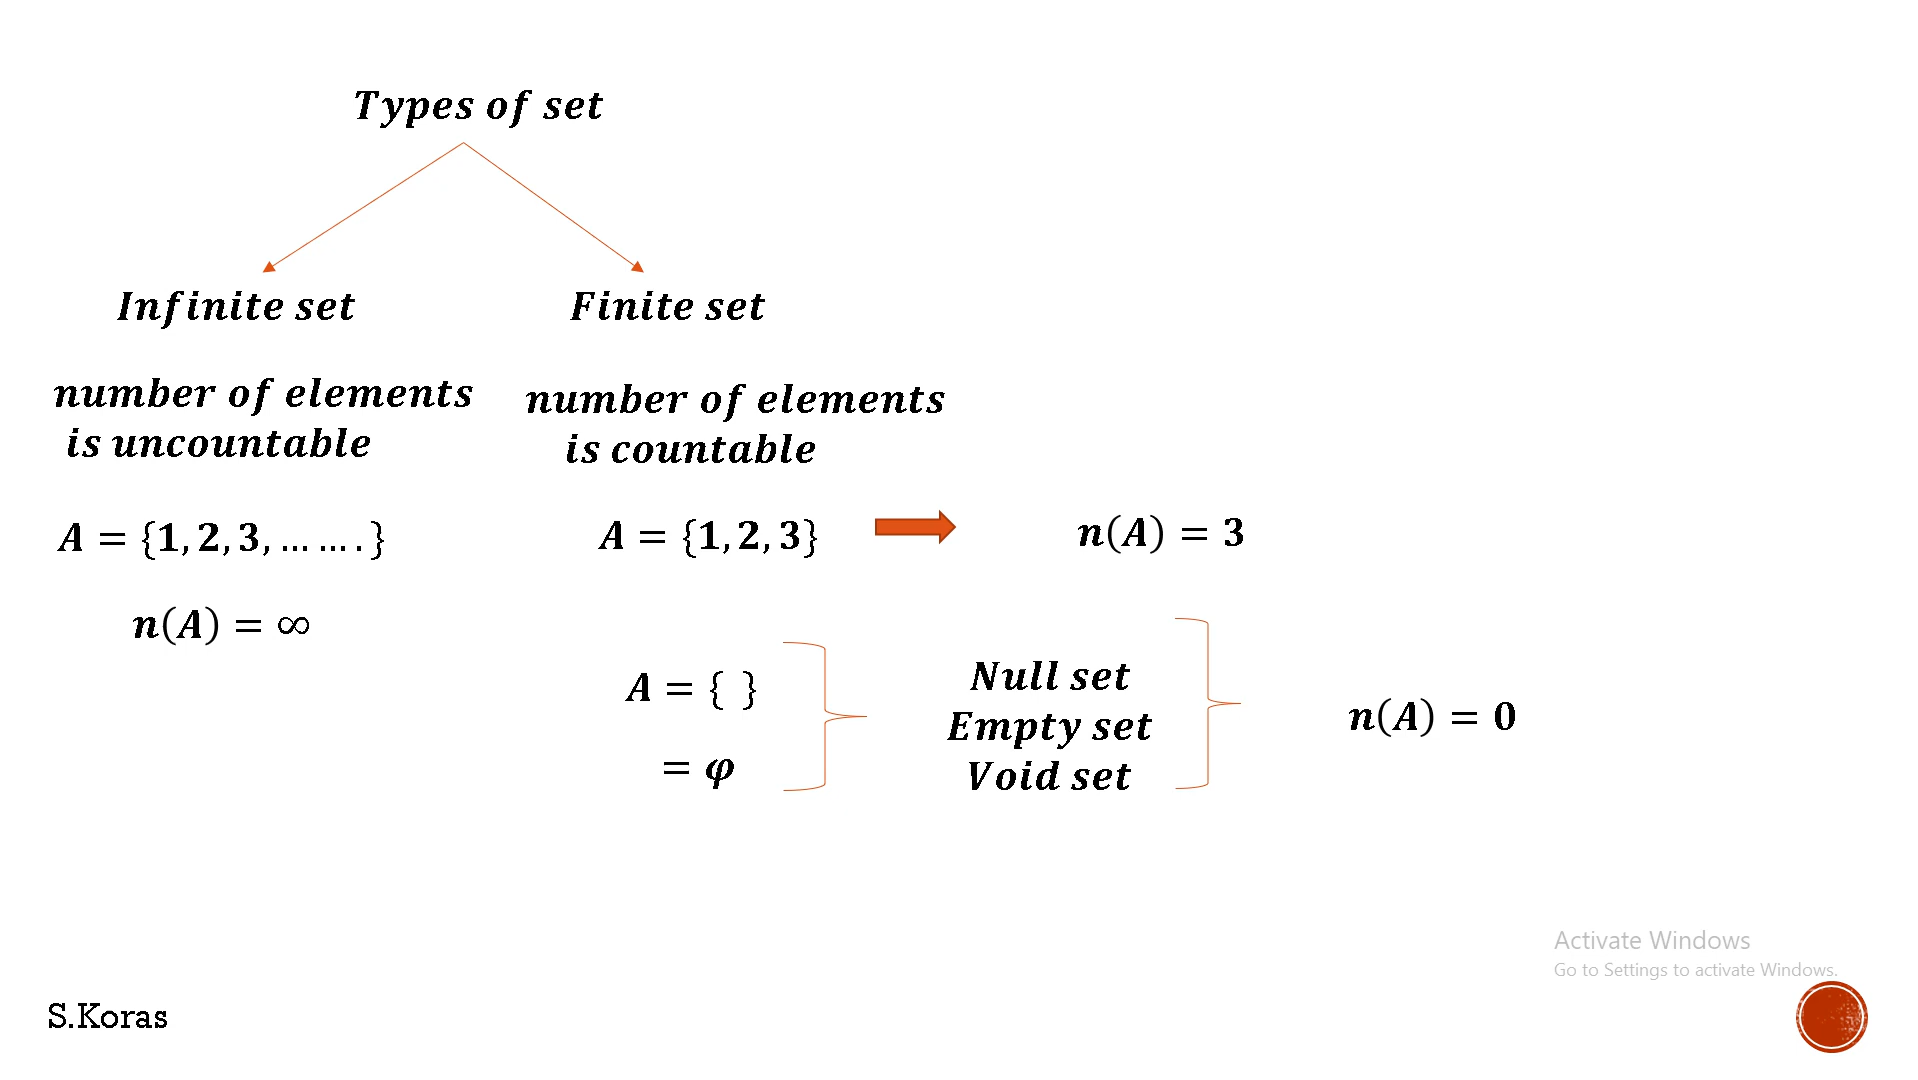 Types of set
Infinite set
Finite set
number of elements
is uncountable
number of elements
is countable
A = {1, 2, 3, … … . }
A = {1, 2, 3}
n(A) = 3
n(A) = ∞
A = { }
= φ
Null set
Empty set
Void set
n(A) = 0
Activate Windows
Go to Settings to activate Windows.
S.Koras